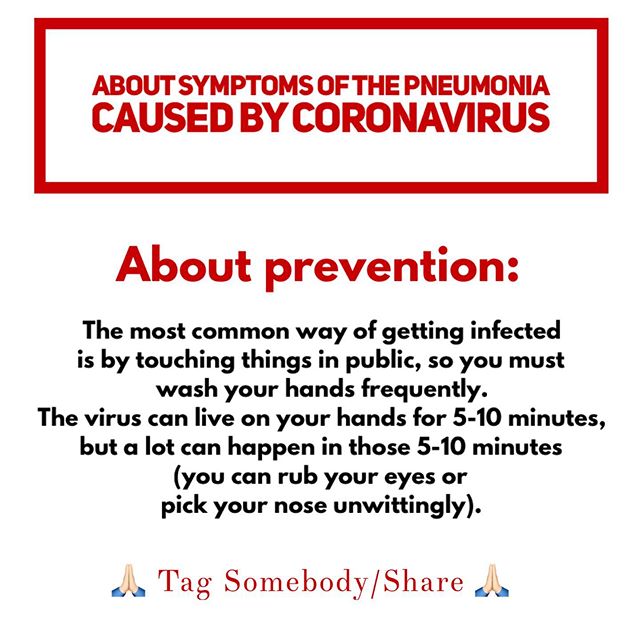 ABOUT SYMPTOMS OF THE PNEUMONIA
CAUSED BY CORONAVIRUS
About prevention:
The most common way of getting infected
is by touching things in public, so you must
wash your hands frequently.
The virus can live on your hands for 5-10 minutes,
but a lot can happen in those 5-10 minutes
(you can rub your eyes or
pick your nose unwittingly).
🙏🏻 Tag Somebody/Share 🙏🏻